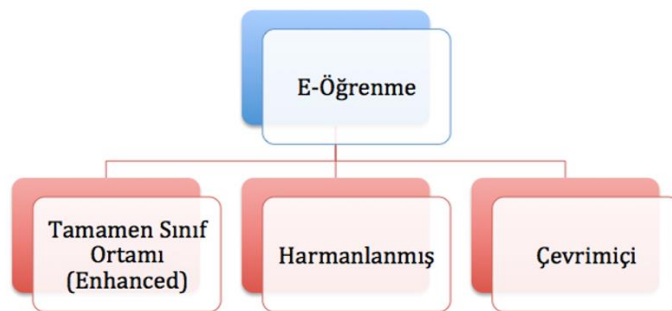 E-Öğrenme
Tamamen Sınıf
Ortamı
(Enhanced)
Harmanlanmış
Çevrimiçi